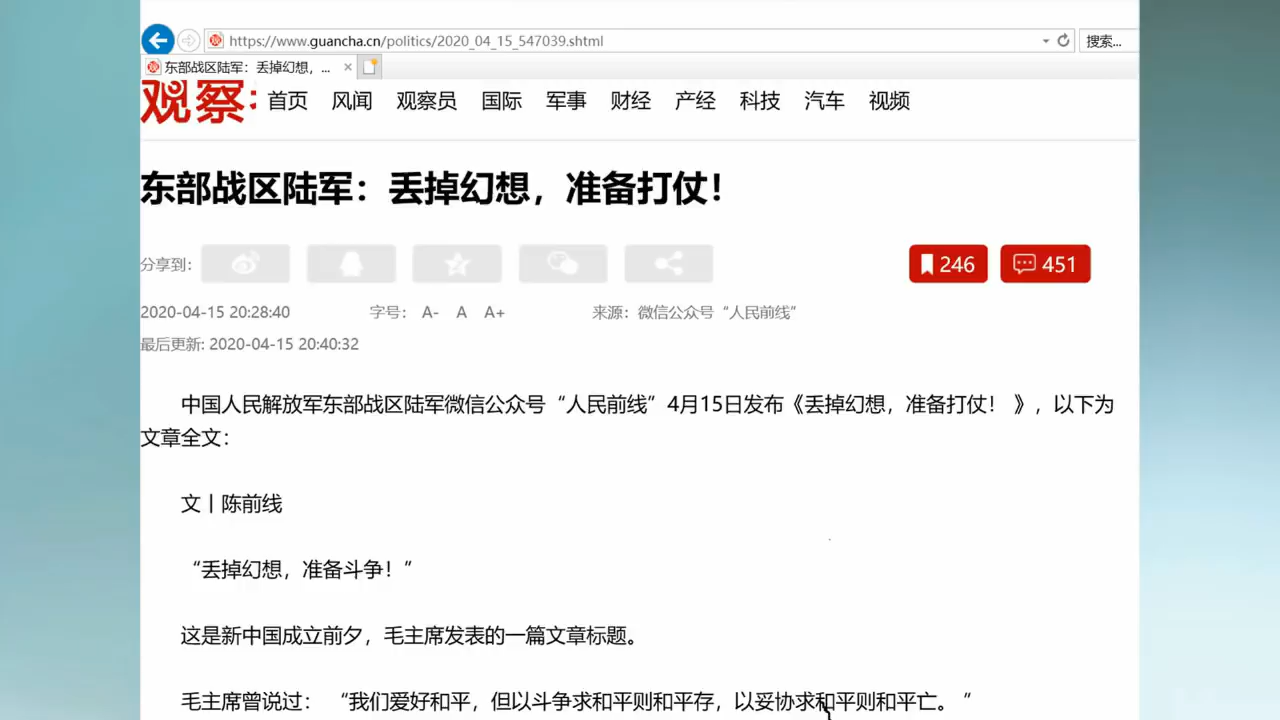 https://www.guancha.cn/politics/2020_04_15_547039.shtml
搜索...
东部战区陆军：丢掉幻想，...
观察：
首页 风闻 观察员 国际 军事 财经 产经 科技 汽车 视频
东部战区陆军：丢掉幻想，准备打仗！
分享到:
246
451
2020-04-15 20:28:40 字号： A- A A+ 来源：微信公众号“人民前线”
最后更新: 2020-04-15 20:40:32
中国人民解放军东部战区陆军微信公众号“人民前线”4月15日发布《丢掉幻想，准备打仗！ 》，以下为
文章全文：
文丨陈前线
“丢掉幻想，准备斗争！”
这是新中国成立前夕，毛主席发表的一篇文章标题。
毛主席曾说过： “我们爱好和平，但以斗争求和平则和平存，以妥协求和平则和平亡。 ”